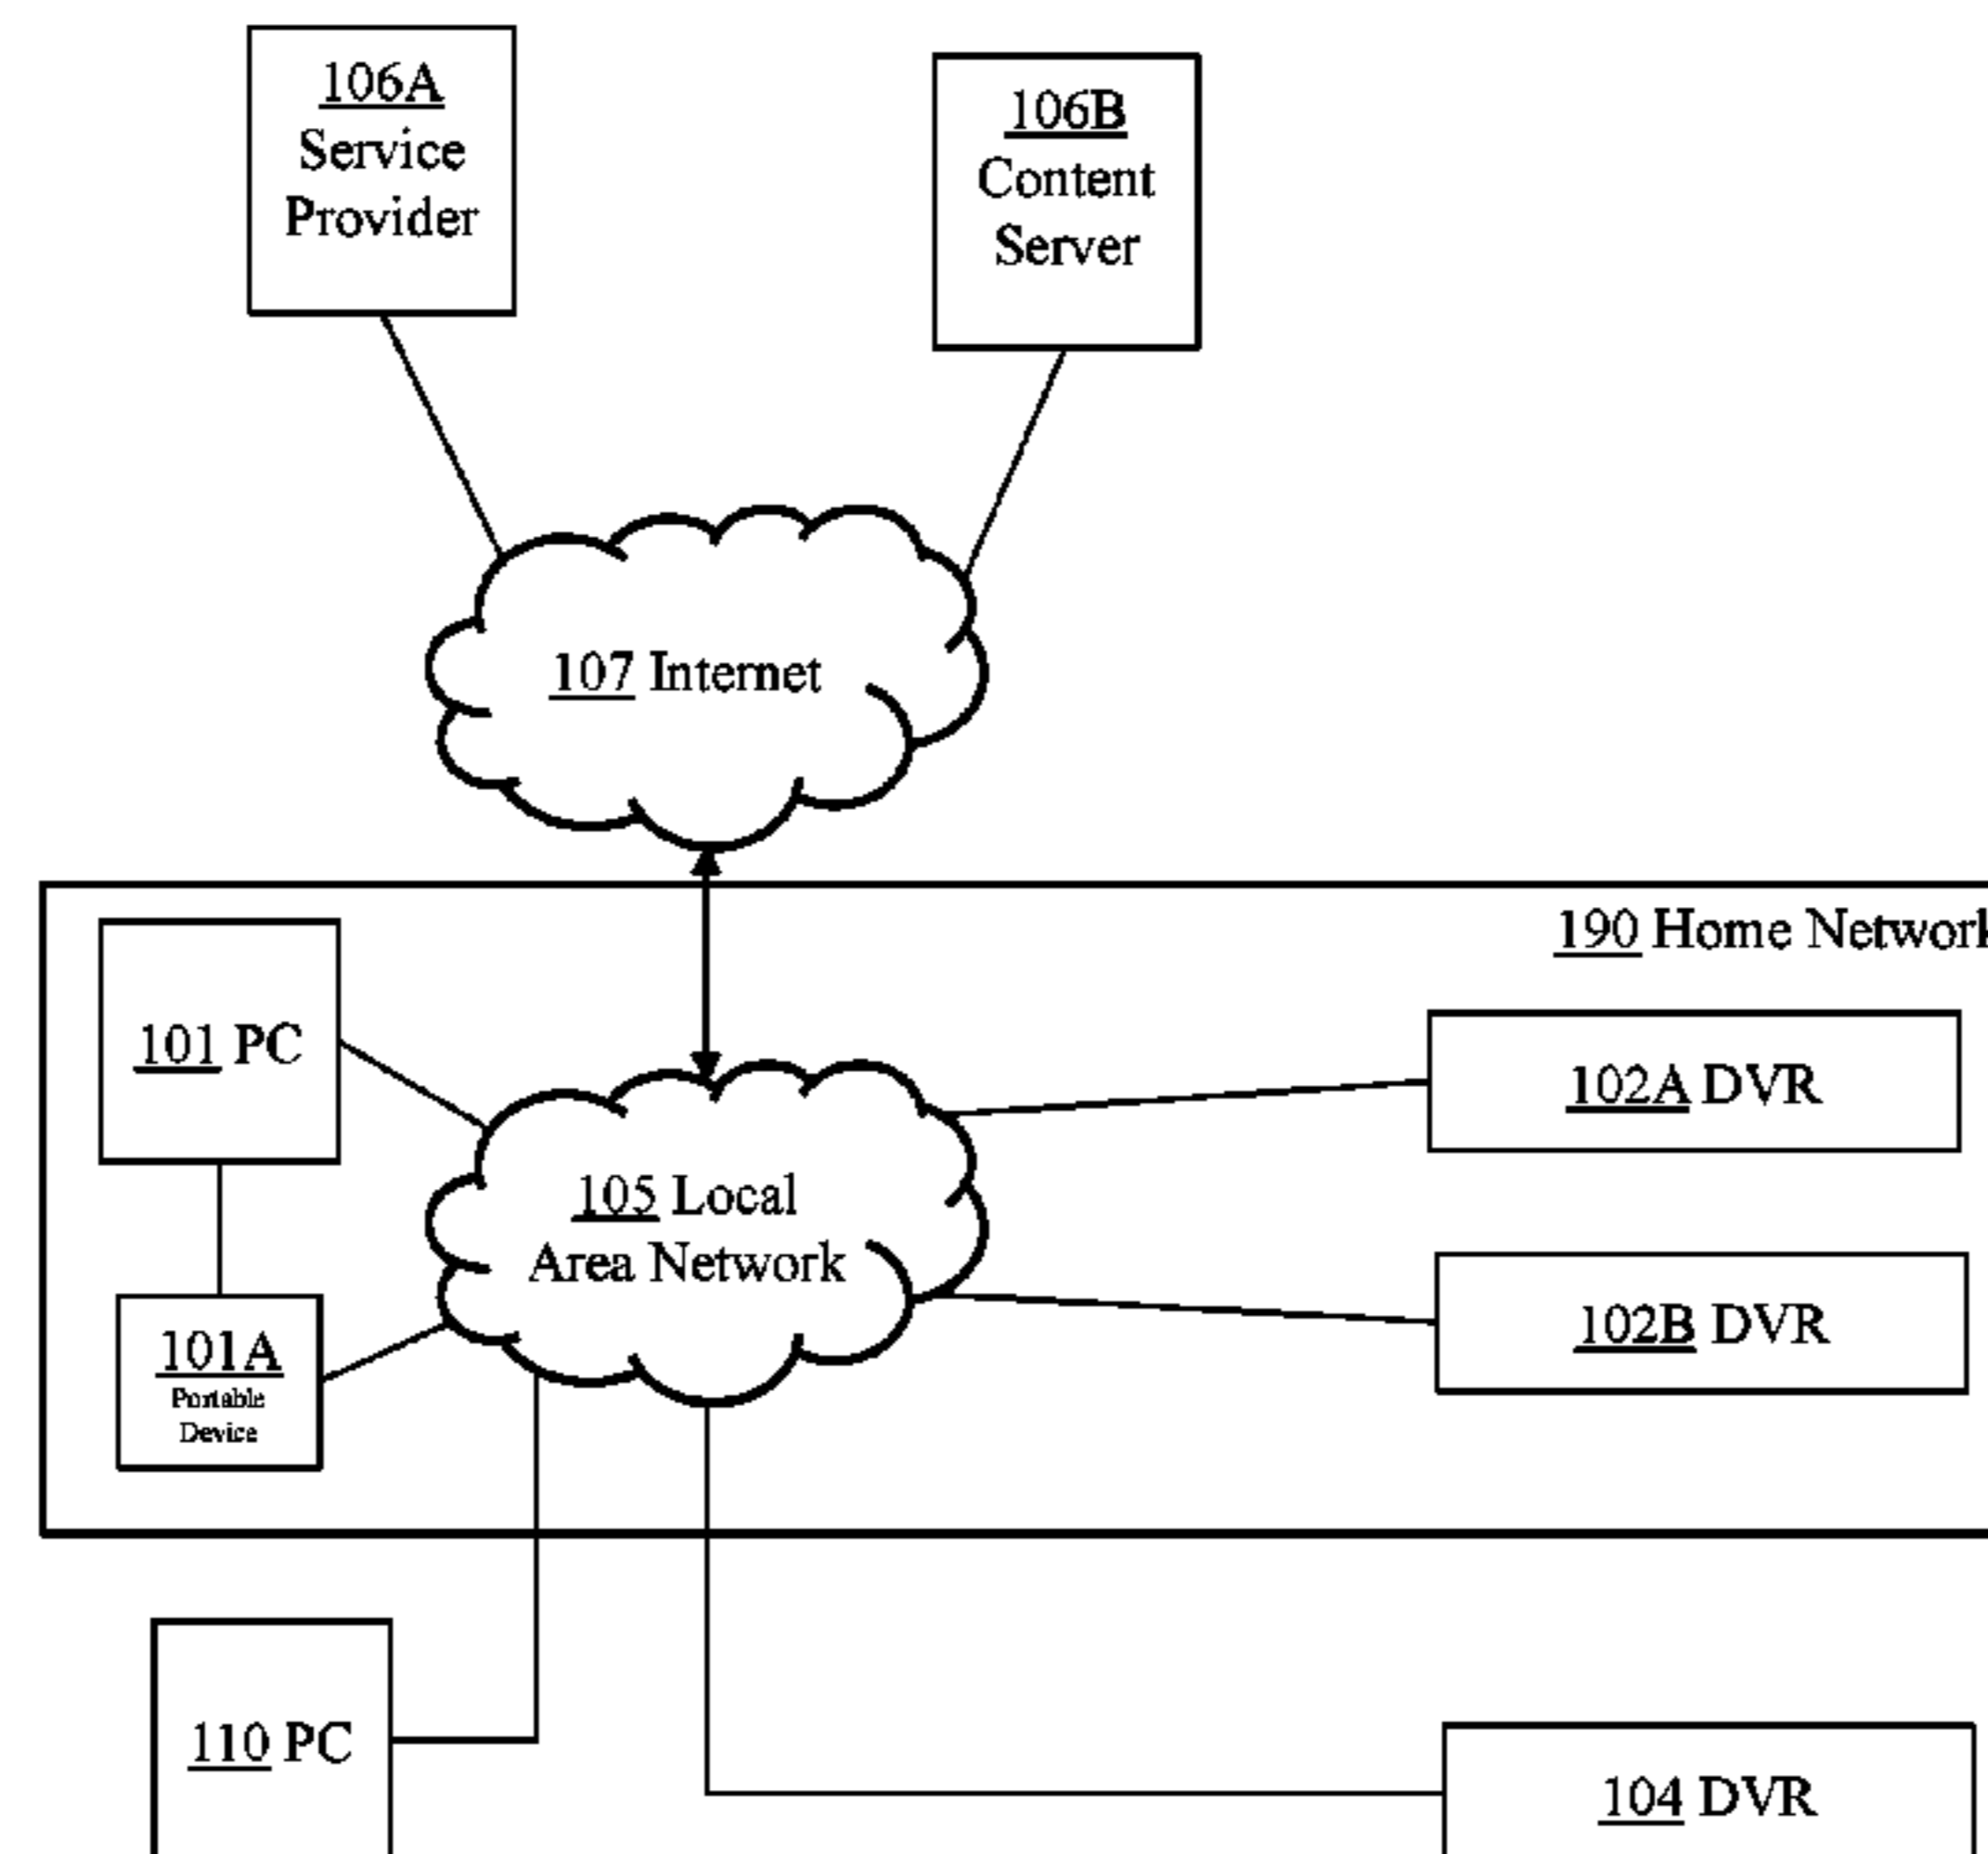 106A
Service
Provider
106B
Content
Server
107 Internet
190 Home Network
101 PC
102A DVR
105 Local
Area Network
102B DVR
101A
Portable
Device
110 PC
104 DVR